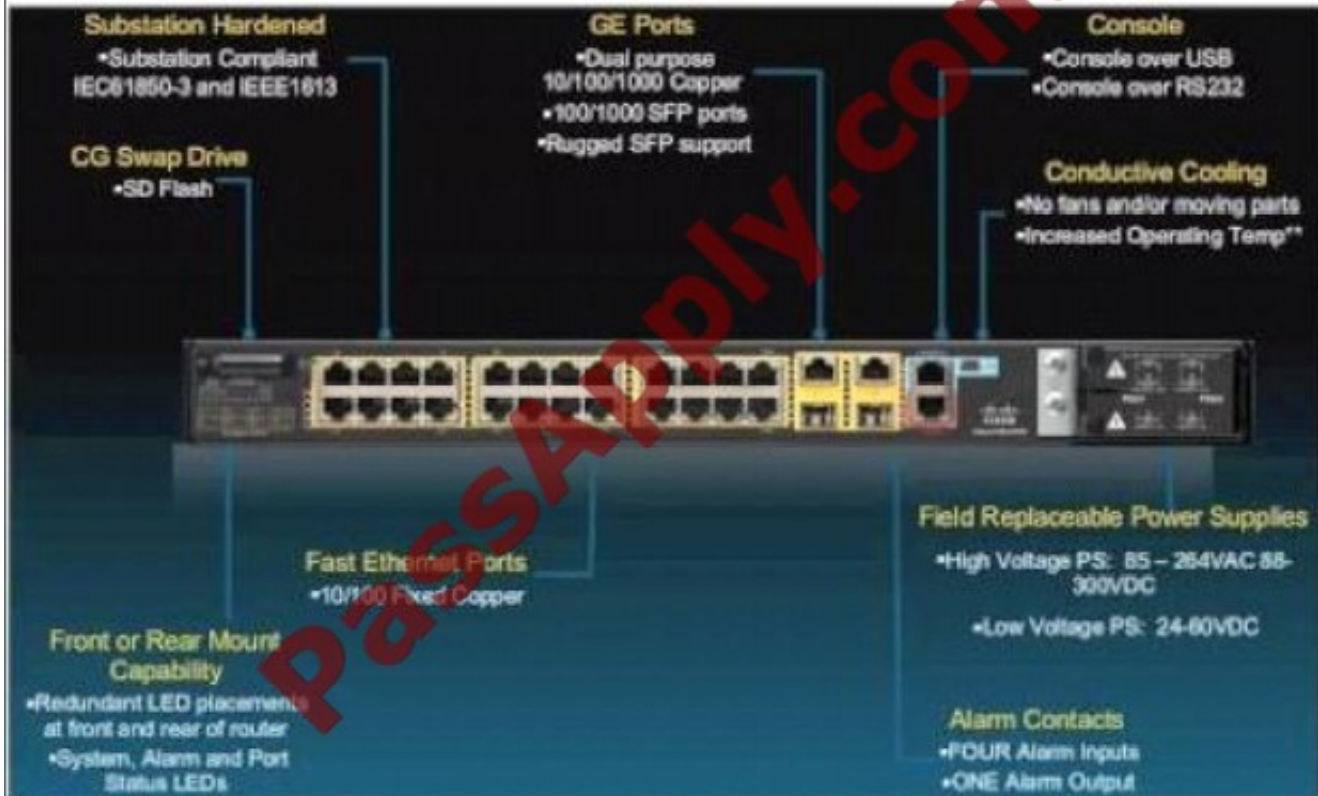 Substation Hardened
•Substation Compliant
IEC61850-3 and IEEE1613
CG Swap Drive
•SD Flash
GE Ports
•Dual purpose
10/100/1000 Copper
•100/1000 SFP ports
•Rugged SFP support
Console
•Console over USB
•Console over RS232
Conductive Cooling
•No fans and/or moving parts
•Increased Operating Temp**
Fast Ethernet Ports
•10/100 Fixed Copper
Front or Rear Mount
Capability
•Redundant LED placements
at front and rear of router
•System, Alarm and Port
Status LEDs
Field Replaceable Power Supplies
•High Voltage PS: 85 – 264VAC 88-
300VDC
•Low Voltage PS: 24-60VDC
Alarm Contacts
•FOUR Alarm Inputs
•ONE Alarm Output
PassApply.com